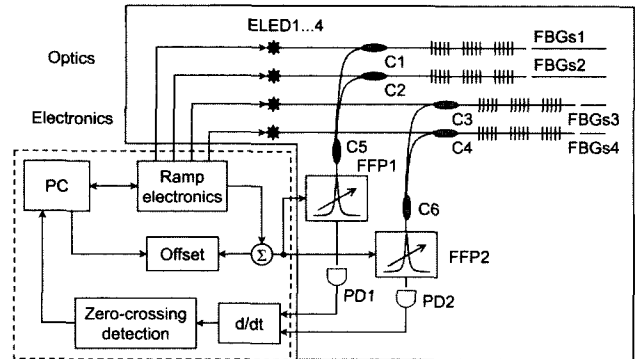 ELED1...4
FBGs1
Optics
C1
FBGs2
C2
Electronics
C3
FBGs3
C4
FBGs4
C5
FFP1
PC
Ramp
electronics
C6
Offset
Σ
FFP2
PD1
PD2
Zero-crossing
detection
d/dt